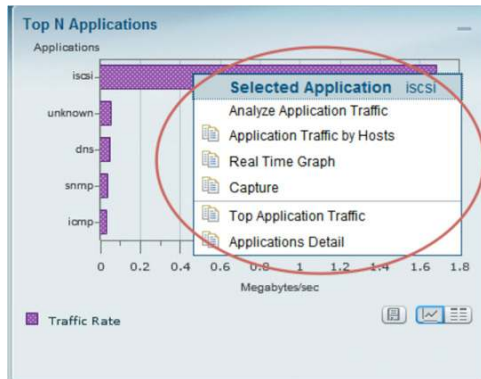 Top N Applications
Applications
iscsi
Selected Application iscsi
Analyze Application Traffic
unknown
Application Traffic by Hosts
dns
Real Time Graph
snmp
Capture
icmp
Top Application Traffic
Applications Detail
0 0.2 0.4 0.6 0.8 1 1.2 1.4 1.6 1.8
Megabytes/sec
Traffic Rate